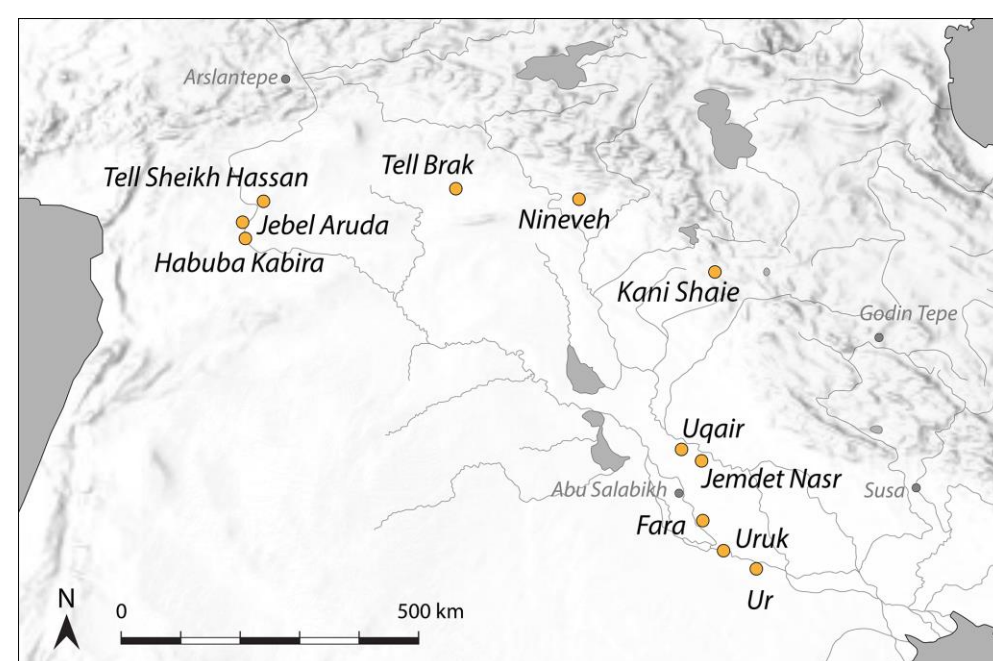 Arslantepe
Tell Brak
Tell Sheikh Hassan
Nineveh
Jebel Aruda
Habuba Kabira
Kani Shaie
Godin Tepe
Uqair
Jemdet Nasr
Abu Salabikh
Susa
Fara
Uruk
Ur
N
0
500 km